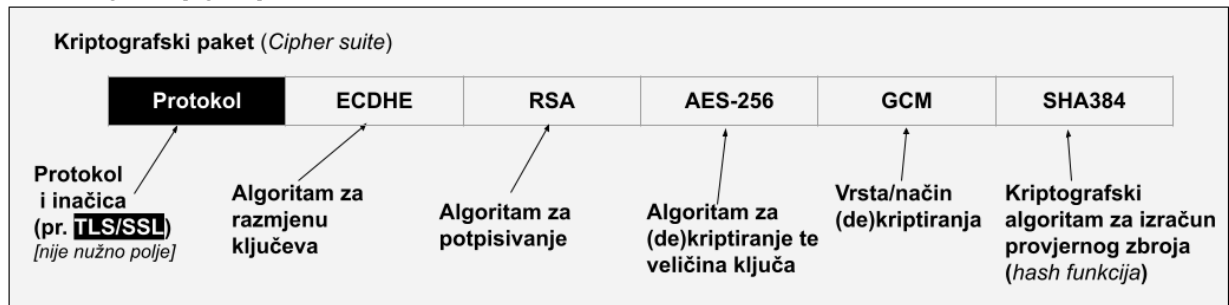 Kriptografski paket (Cipher suite)
Protokol ECDHE RSA AES-256 GCM SHA384
Protokol
i inačica
(pr. TLS/SSL)
[nije nužno polje]
Algoritam za
razmjenu
ključeva
Algoritam za
potpisivanje
Algoritam za
(de)kriptiranje te
veličina ključa
Vrsta/način
(de)kriptiranja
Kriptografski
algoritam za izračun
provjernog zbroja
(hash funkcija)